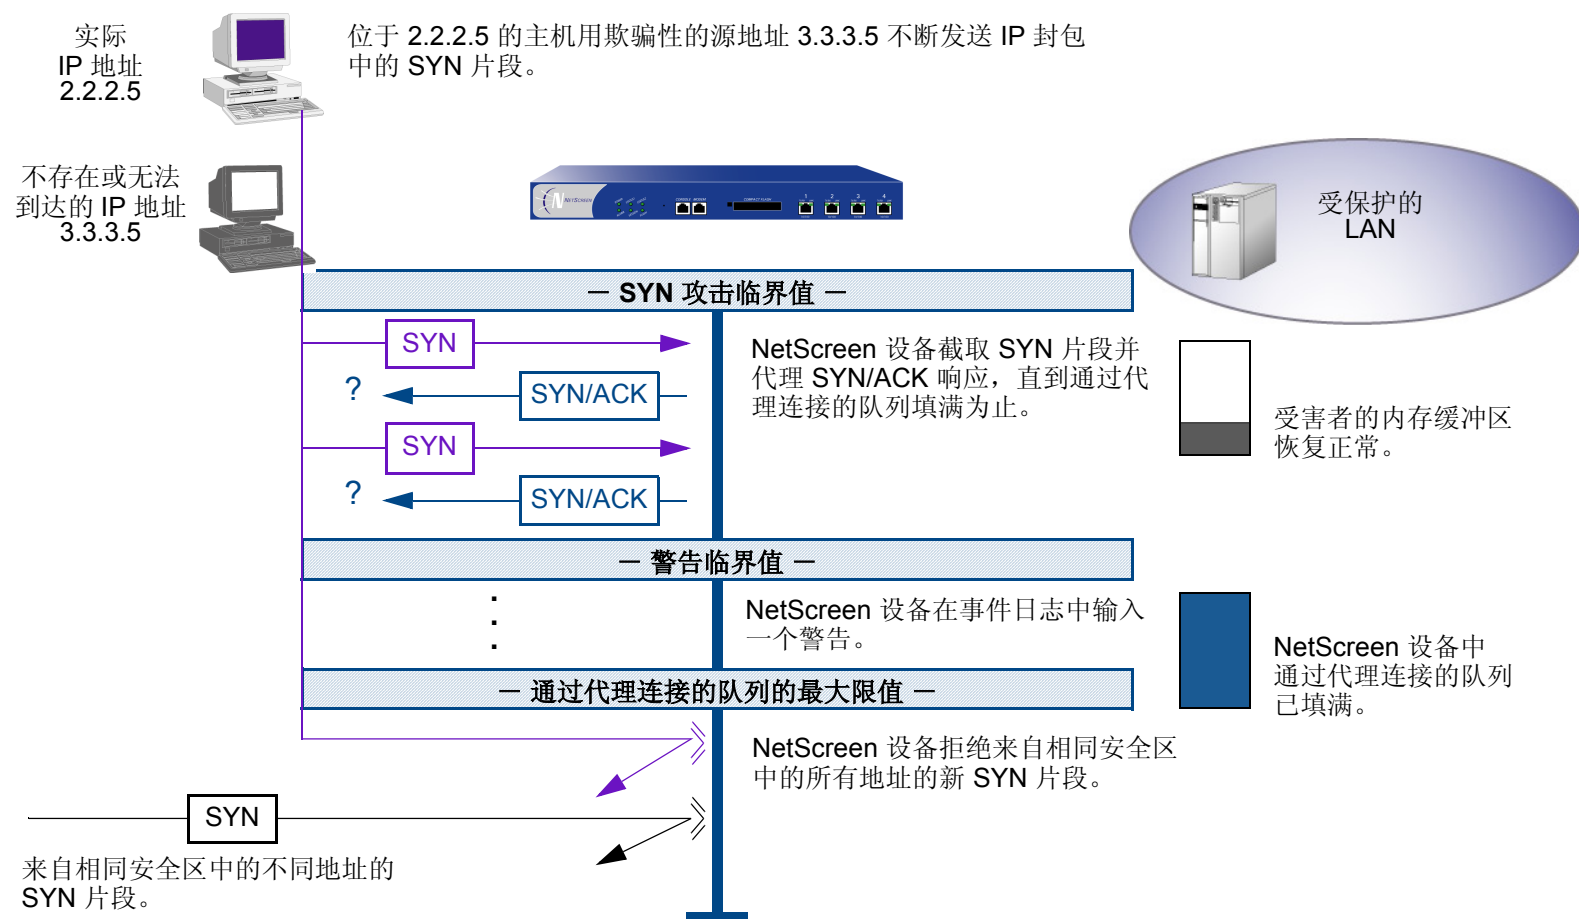 实际
IP 地址
2.2.2.5
位于 2.2.2.5 的主机用欺骗性的源地址 3.3.3.5 不断发送 IP 封包
中的 SYN 片段。
不存在或无法
到达的 IP 地址
3.3.3.5
NETSCREEN
CONSOLE MODEM
COMPACT FLASH
1 2 3 4
受保护的
LAN
— SYN 攻击临界值 —
SYN
? SYN/ACK
SYN
? SYN/ACK
NetScreen 设备截取 SYN 片段并
代理 SYN/ACK 响应，直到通过代
理连接的队列填满为止。
受害者的内存缓冲区
恢复正常。
— 警告临界值 —
NetScreen 设备在事件日志中输入
一个警告。
NetScreen 设备中
通过代理连接的队列
已填满。
— 通过代理连接的队列的最大限值 —
NetScreen 设备拒绝来自相同安全区
中的所有地址的新 SYN 片段。
SYN
来自相同安全区中的不同地址的
SYN 片段。